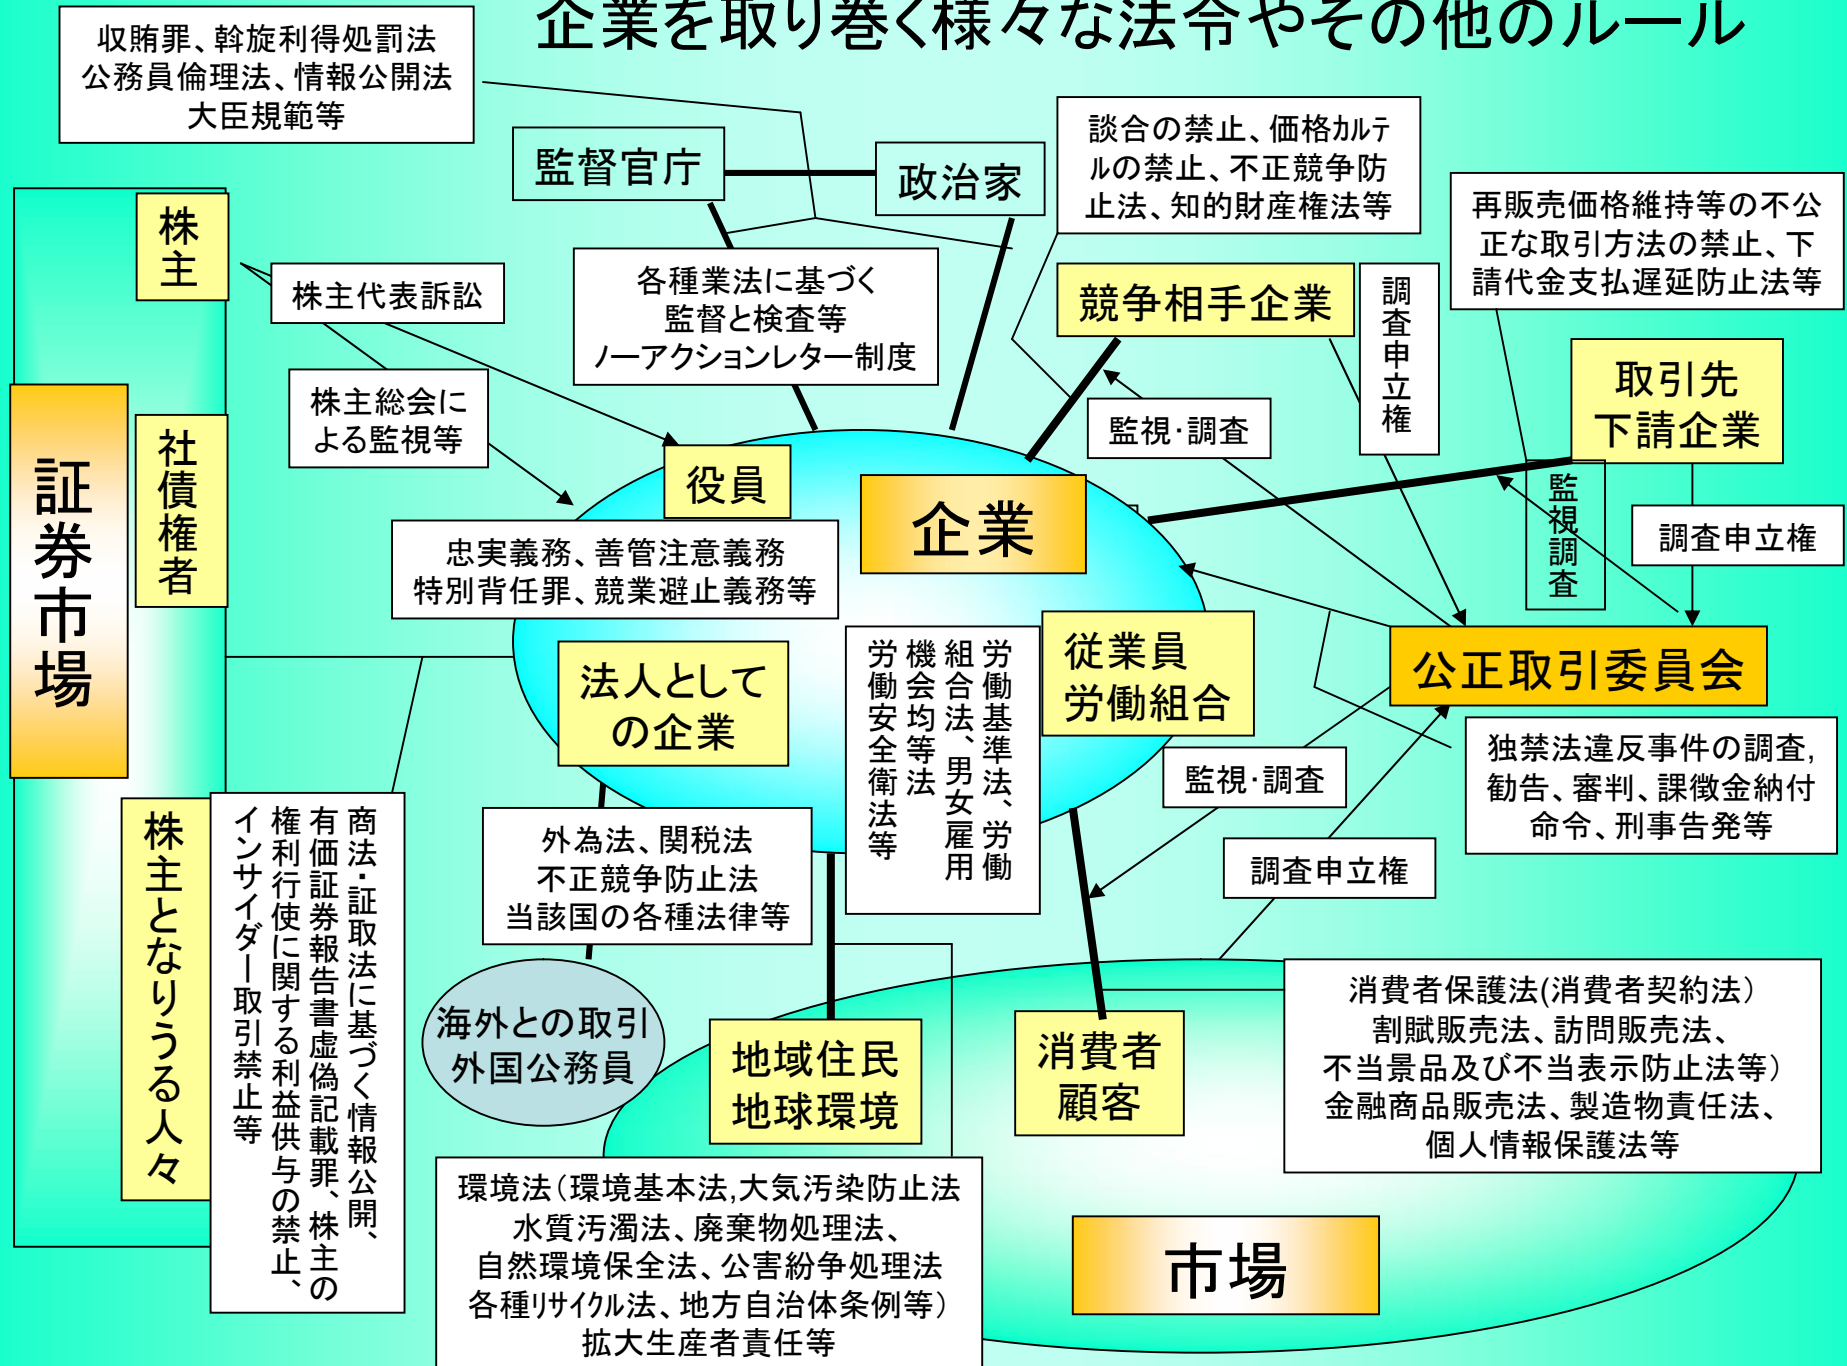 企業を取り巻く様々な法令やその他のルール
収賄罪、斡旋利得処罰法
公務員倫理法、情報公開法
大臣規範等
監督官庁
政治家
談合の禁止、価格ｶﾙﾃ
ﾙの禁止、不正競争防
止法、知的財産権法等
再販売価格維持等の不公
正な取引方法の禁止、下
請代金支払遅延防止法等
株主
株主代表訴訟
各種業法に基づく
監督と検査等
ノーアクションレター制度
競争相手企業
調査申立権
取引先
下請企業
株主総会に
よる監視等
監視・調査
証券市場
社債権者
役員
企業
監視調査
調査申立権
忠実義務、善管注意義務
特別背任罪、競業避止義務等
法人として
の企業
労働基準法、労働
組合法、男女雇用
機会均等法
労働安全衛法等
従業員
労働組合
公正取引委員会
監視・調査
独禁法違反事件の調査,
勧告、審判、課徴金納付
命令、刑事告発等
株主となりうる人々
商法・証取法に基づく情報公開、
有価証券報告書虚偽記載罪、株主の
権利行使に関する利益供与の禁止、
インサイダー取引禁止等
外為法、関税法
不正競争防止法
当該国の各種法律等
調査申立権
海外との取引
外国公務員
地域住民
地球環境
消費者
顧客
消費者保護法(消費者契約法）
割賦販売法、訪問販売法、
不当景品及び不当表示防止法等）
金融商品販売法、製造物責任法、
個人情報保護法等
環境法（環境基本法,大気汚染防止法
水質汚濁法、廃棄物処理法、
自然環境保全法、公害紛争処理法
各種ﾘｻｲｸﾙ法、地方自治体条例等）
拡大生産者責任等
市場